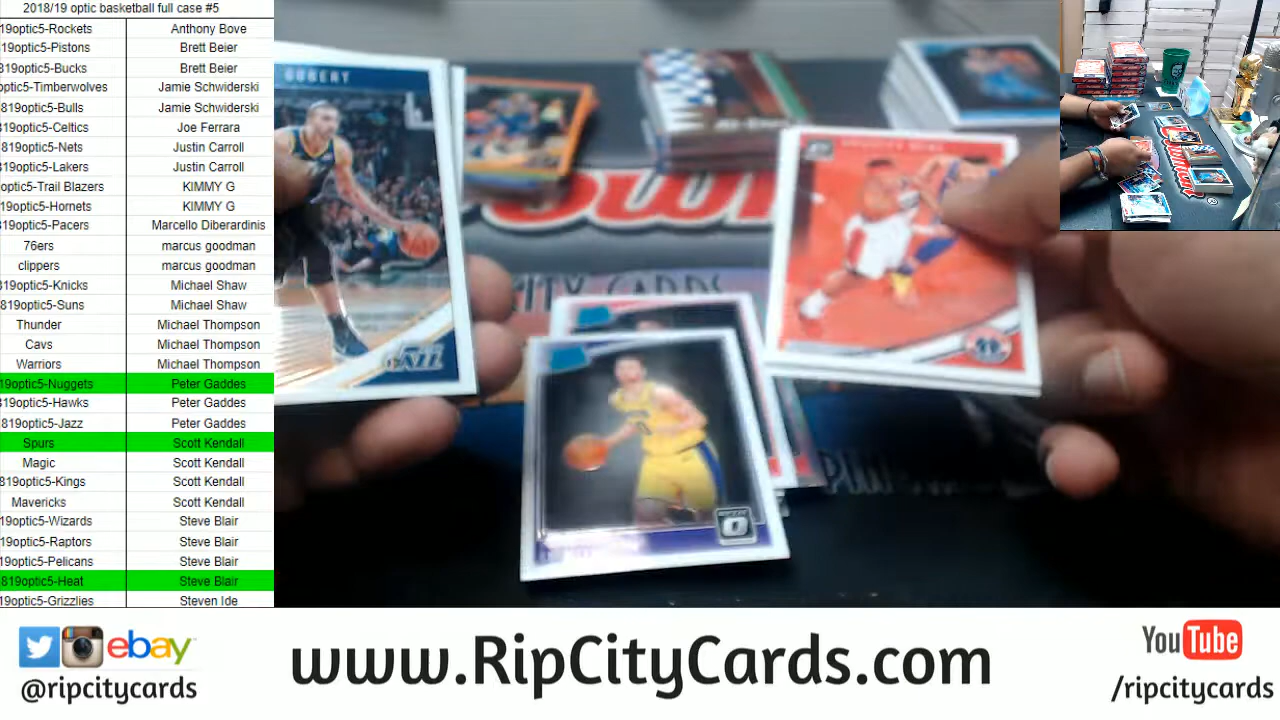 2018/19 optic basketball full case #5
19optic5-Rockets Anthony Bove
19optic5-Pistons Brett Beier
819optic5-Bucks Brett Beier
optic5-Timberwolves Jamie Schwiderski
819optic5-Bulls Jamie Schwiderski
819optic5-Celtics Joe Ferrara
819optic5-Nets Justin Carroll
819optic5-Lakers Justin Carroll
optic5-Trail Blazers KIMMY G
19optic5-Hornets KIMMY G
819optic5-Pacers Marcello Diberardinis
76ers marcus goodman
clippers marcus goodman
819optic5-Knicks Michael Shaw
819optic5-Suns Michael Shaw
Thunder Michael Thompson
Cavs Michael Thompson
Warriors Michael Thompson
19optic5-Nuggets Peter Gaddes
819optic5-Hawks Peter Gaddes
819optic5-Jazz Peter Gaddes
Spurs Scott Kendall
Magic Scott Kendall
819optic5-Kings Scott Kendall
Mavericks Scott Kendall
19optic5-Wizards Steve Blair
19optic5-Raptors Steve Blair
19optic5-Pelicans Steve Blair
819optic5-Heat Steve Blair
19optic5-Grizzlies Steven Ide
GOBERT
JAZZ
CITY CARDS
ebay
@ripcitycards
www.RipCityCards.com
YouTube
/ripcitycards